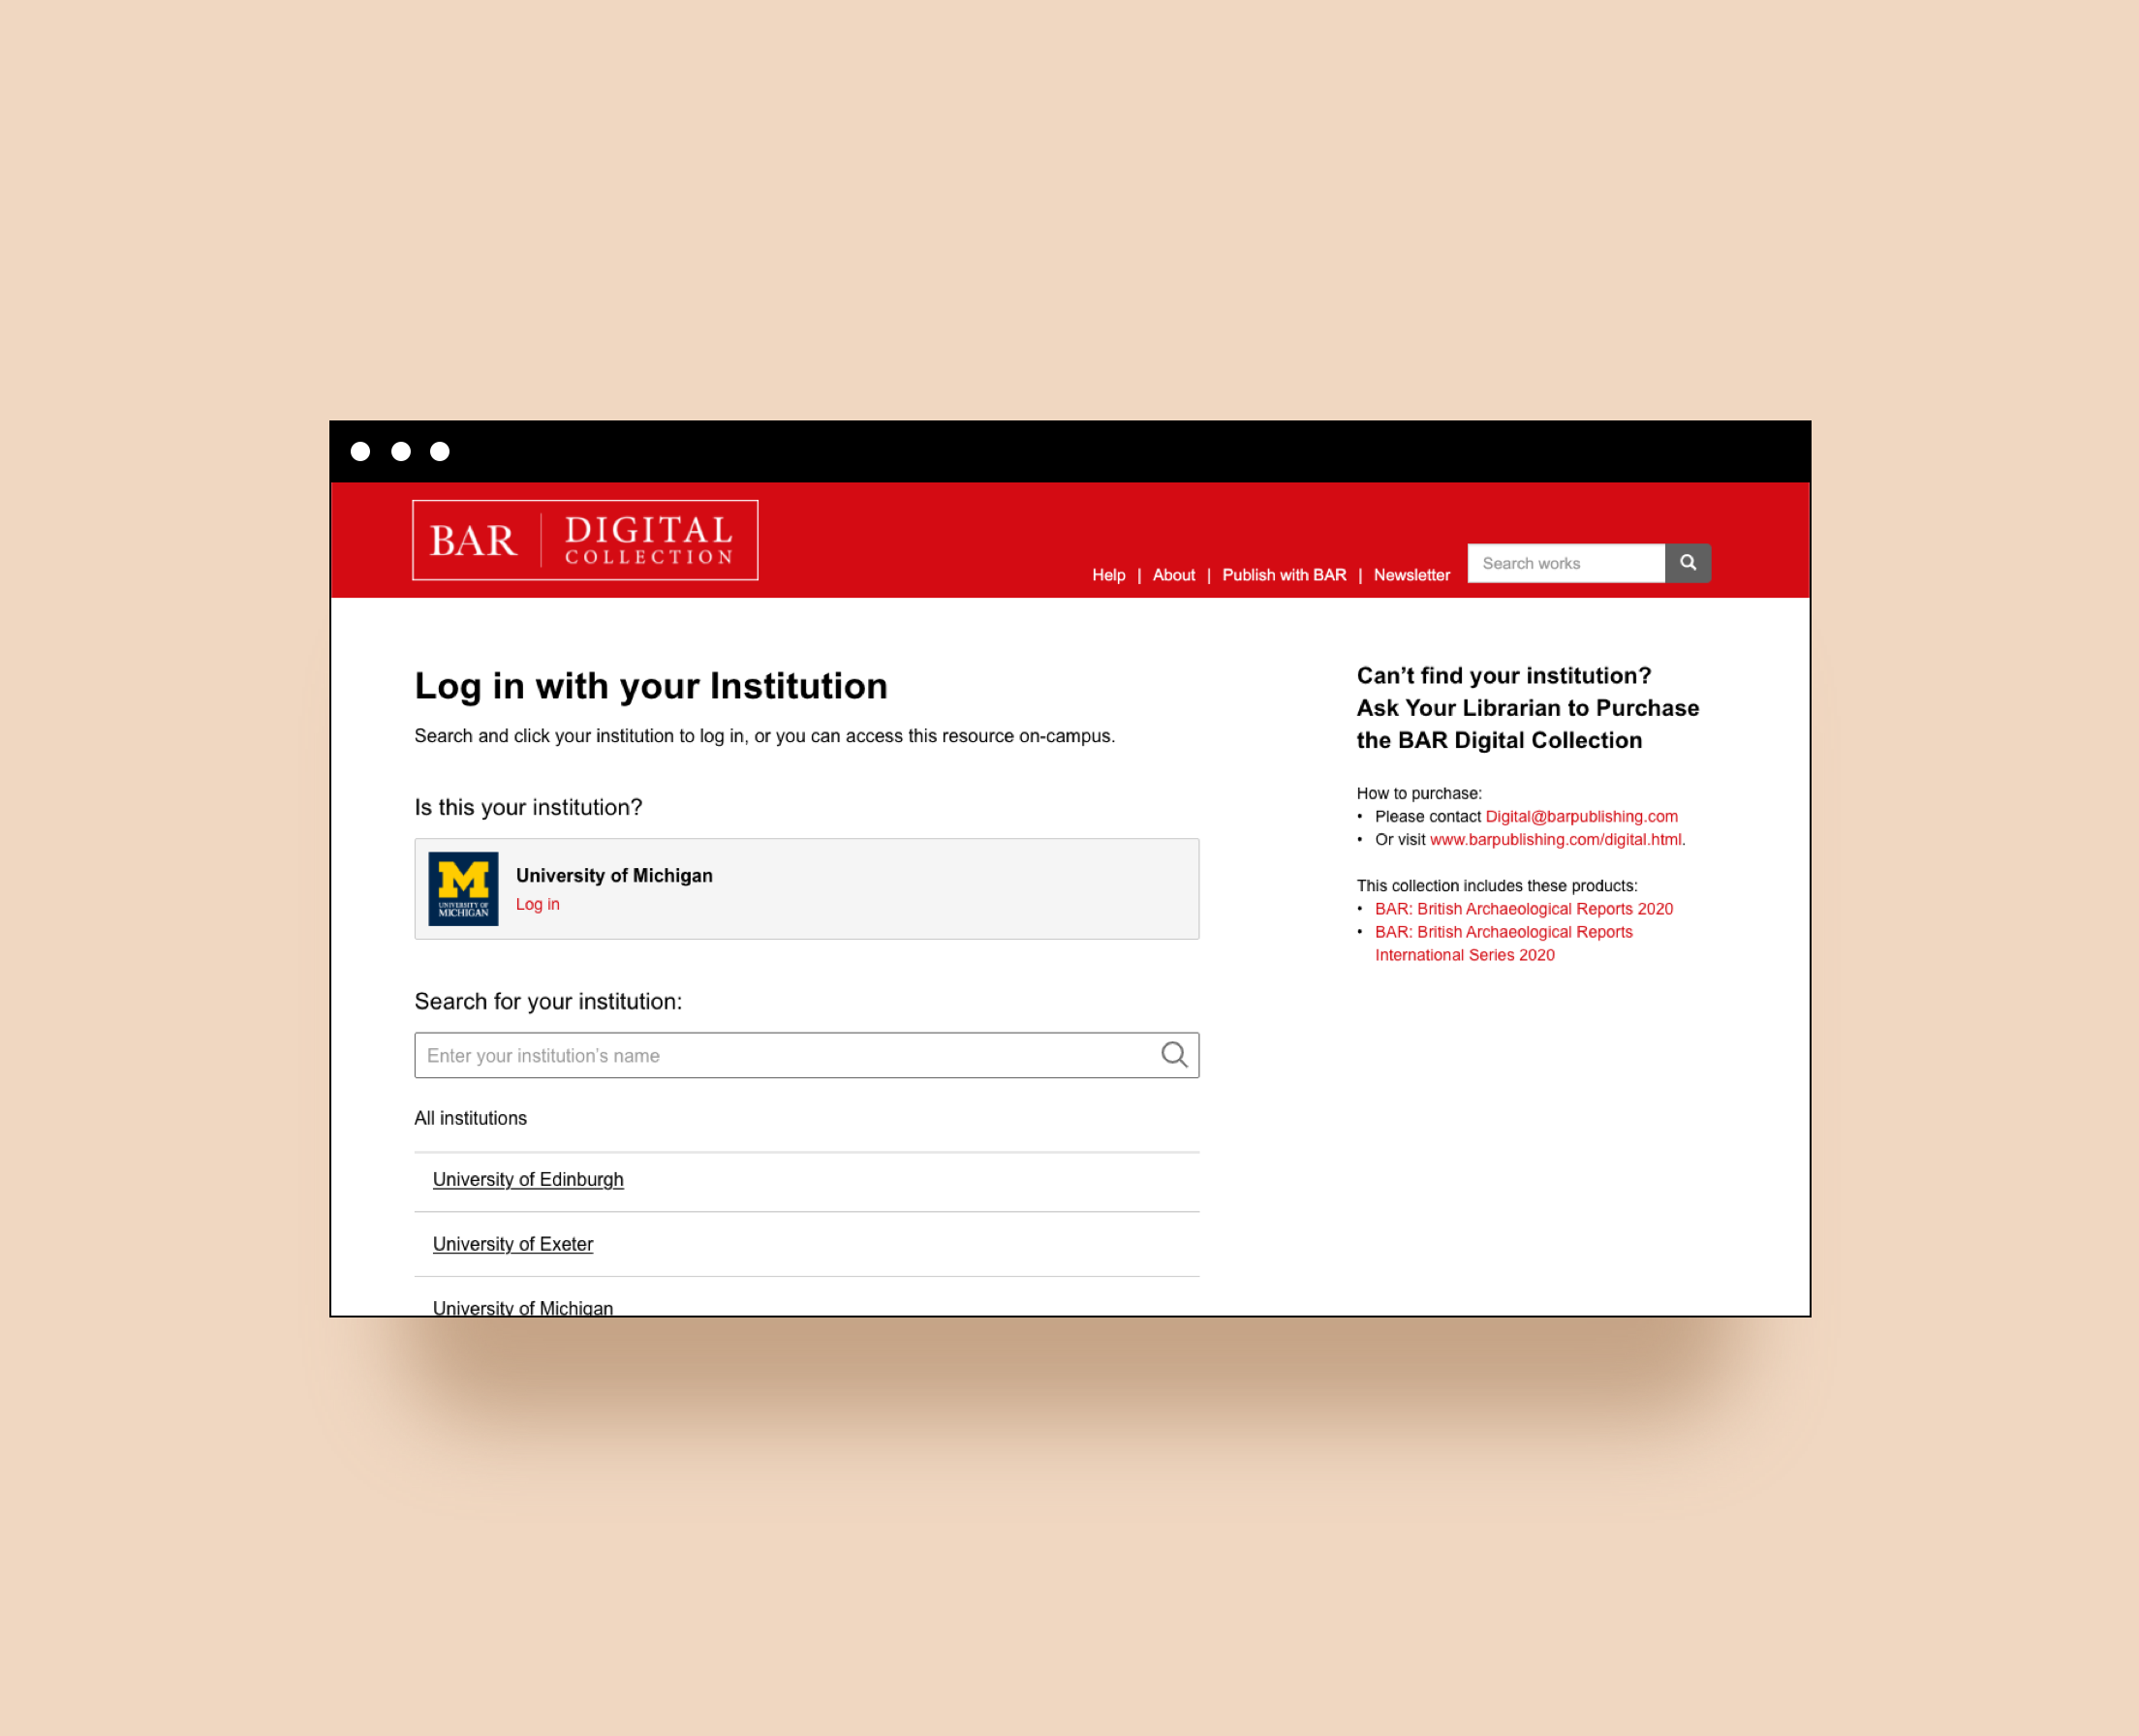 BAR
DIGITAL
COLLECTION
Help | About | Publish with BAR | Newsletter
Search works
Log in with your Institution
Search and click your institution to log in, or you can access this resource on-campus.
Is this your institution?
UNIVERSITY OF
MICHIGAN
University of Michigan
Log in
Search for your institution:
Enter your institution’s name
All institutions
University of Edinburgh
University of Exeter
University of Michigan
Can’t find your institution?
Ask Your Librarian to Purchase
the BAR Digital Collection
How to purchase:
• Please contact Digital@barpublishing.com
• Or visit www.barpublishing.com/digital.html.
This collection includes these products:
• BAR: British Archaeological Reports 2020
• BAR: British Archaeological Reports
International Series 2020